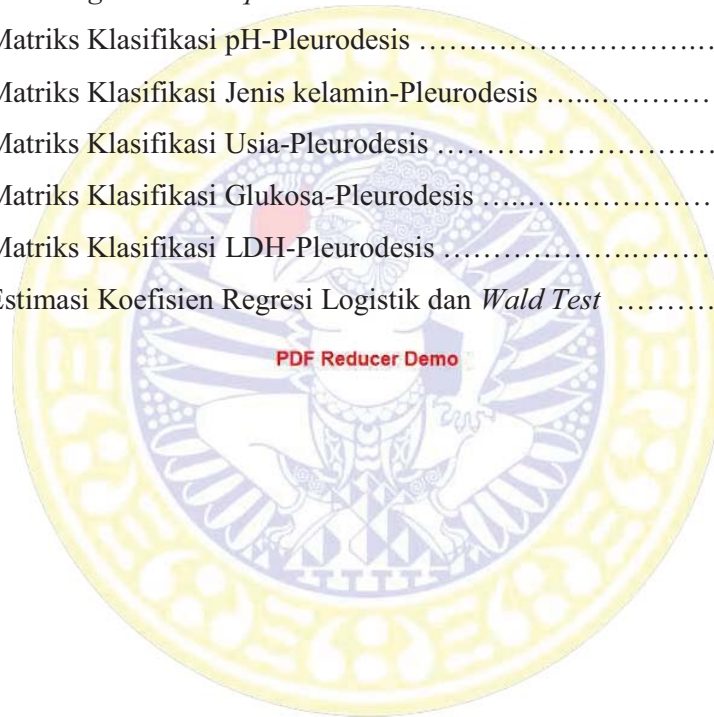 Matriks Klasifikasi pH-Pleurodesis ………………………..…
Matriks Klasifikasi Jenis kelamin-Pleurodesis …..…………
Matriks Klasifikasi Usia-Pleurodesis ………………………
Matriks Klasifikasi Glukosa-Pleurodesis …..…..……………
Matriks Klasifikasi LDH-Pleurodesis ……………….………
Estimasi Koefisien Regresi Logistik dan Wald Test ………
PDF Reducer Demo